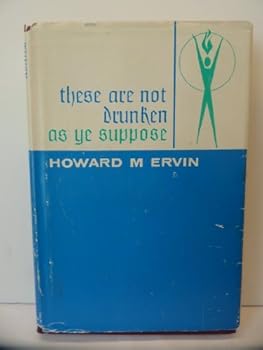 these are not
drunken
as ye suppose
HOWARD M ERVIN